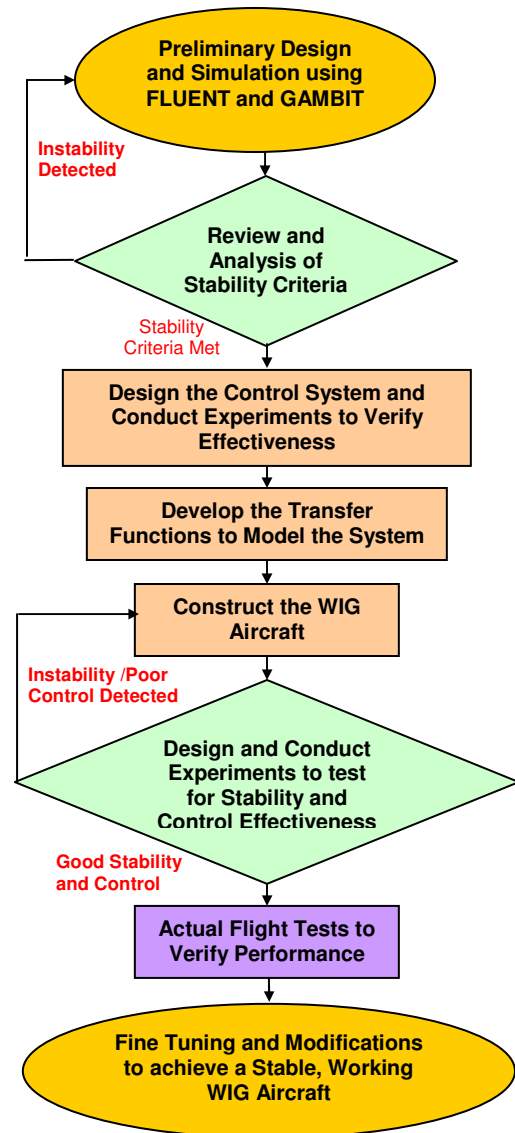 Preliminary Design
and Simulation using
FLUENT and GAMBIT
Instability
Detected
Review and
Analysis of
Stability Criteria
Stability
Criteria Met
Design the Control System and
Conduct Experiments to Verify
Effectiveness
Develop the Transfer
Functions to Model the System
Construct the WIG
Aircraft
Instability /Poor
Control Detected
Design and Conduct
Experiments to test
for Stability and
Control Effectiveness
Good Stability
and Control
Actual Flight Tests to
Verify Performance
Fine Tuning and Modifications
to achieve a Stable, Working
WIG Aircraft